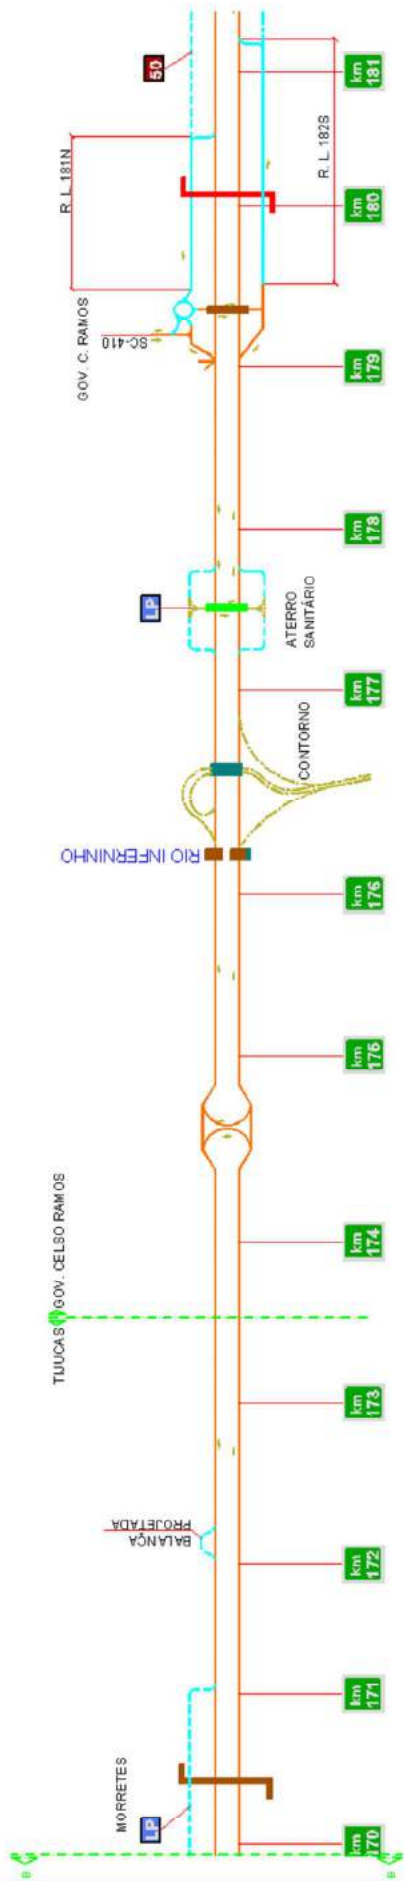 B
B
MORRETES
LP
BALANÇA
PROJETADA
TIJUCAS
GOV. CELSO RAMOS
RIO INFERNINHO
CONTORNO
LP
ATERRO
SANITÁRIO
GOV. C. RAMOS
SC-410
R. L. 181N
R. L. 182S
50
km
170
km
171
km
172
km
173
km
174
km
175
km
176
km
177
km
178
km
179
km
180
km
181